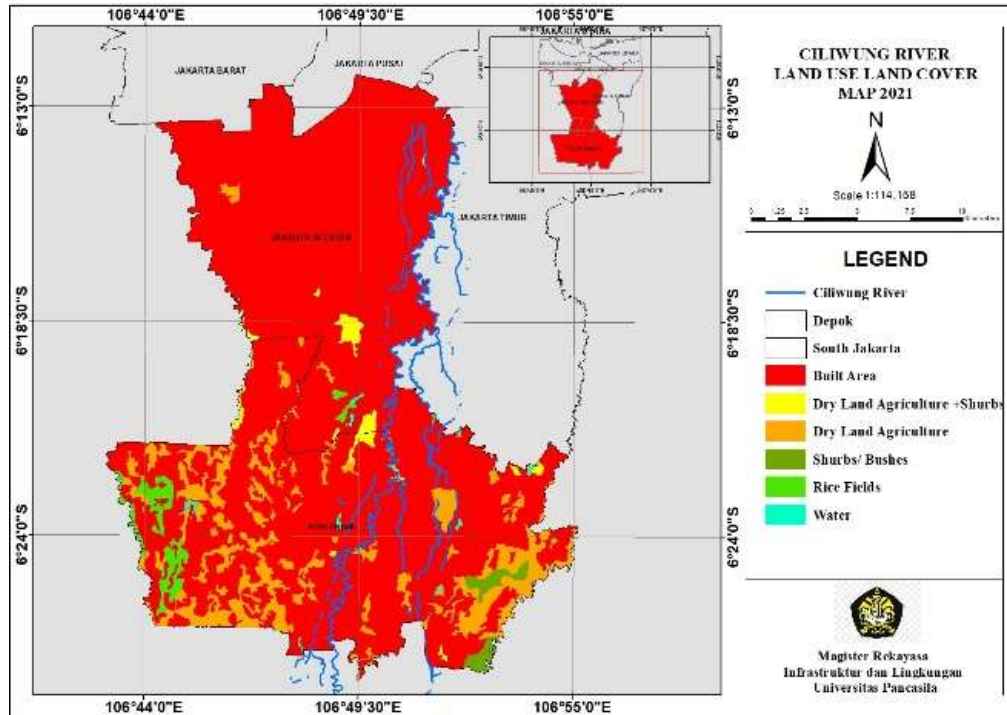 106°44'0"E 106°49'30"E 106°55'0"E
JAKARTA BARAT
JAKARTA PUSAT
JAKARTA TIMUR
6°13'0"S
6°13'0"S
6°18'30"S
6°18'30"S
6°24'0"S
6°24'0"S
106°44'0"E 106°49'30"E 106°55'0"E
CILIWUNG RIVER
LAND USE LAND COVER
MAP 2021
N
Scale 1:114.158
LEGEND
Ciliwung River
Depok
South Jakarta
Built Area
Dry Land Agriculture +Shurbs
Dry Land Agriculture
Shurbs/ Bushes
Rice Fields
Water
Magister Rekayasa
Infrastruktur dan Lingkungan
Universitas Pancasila